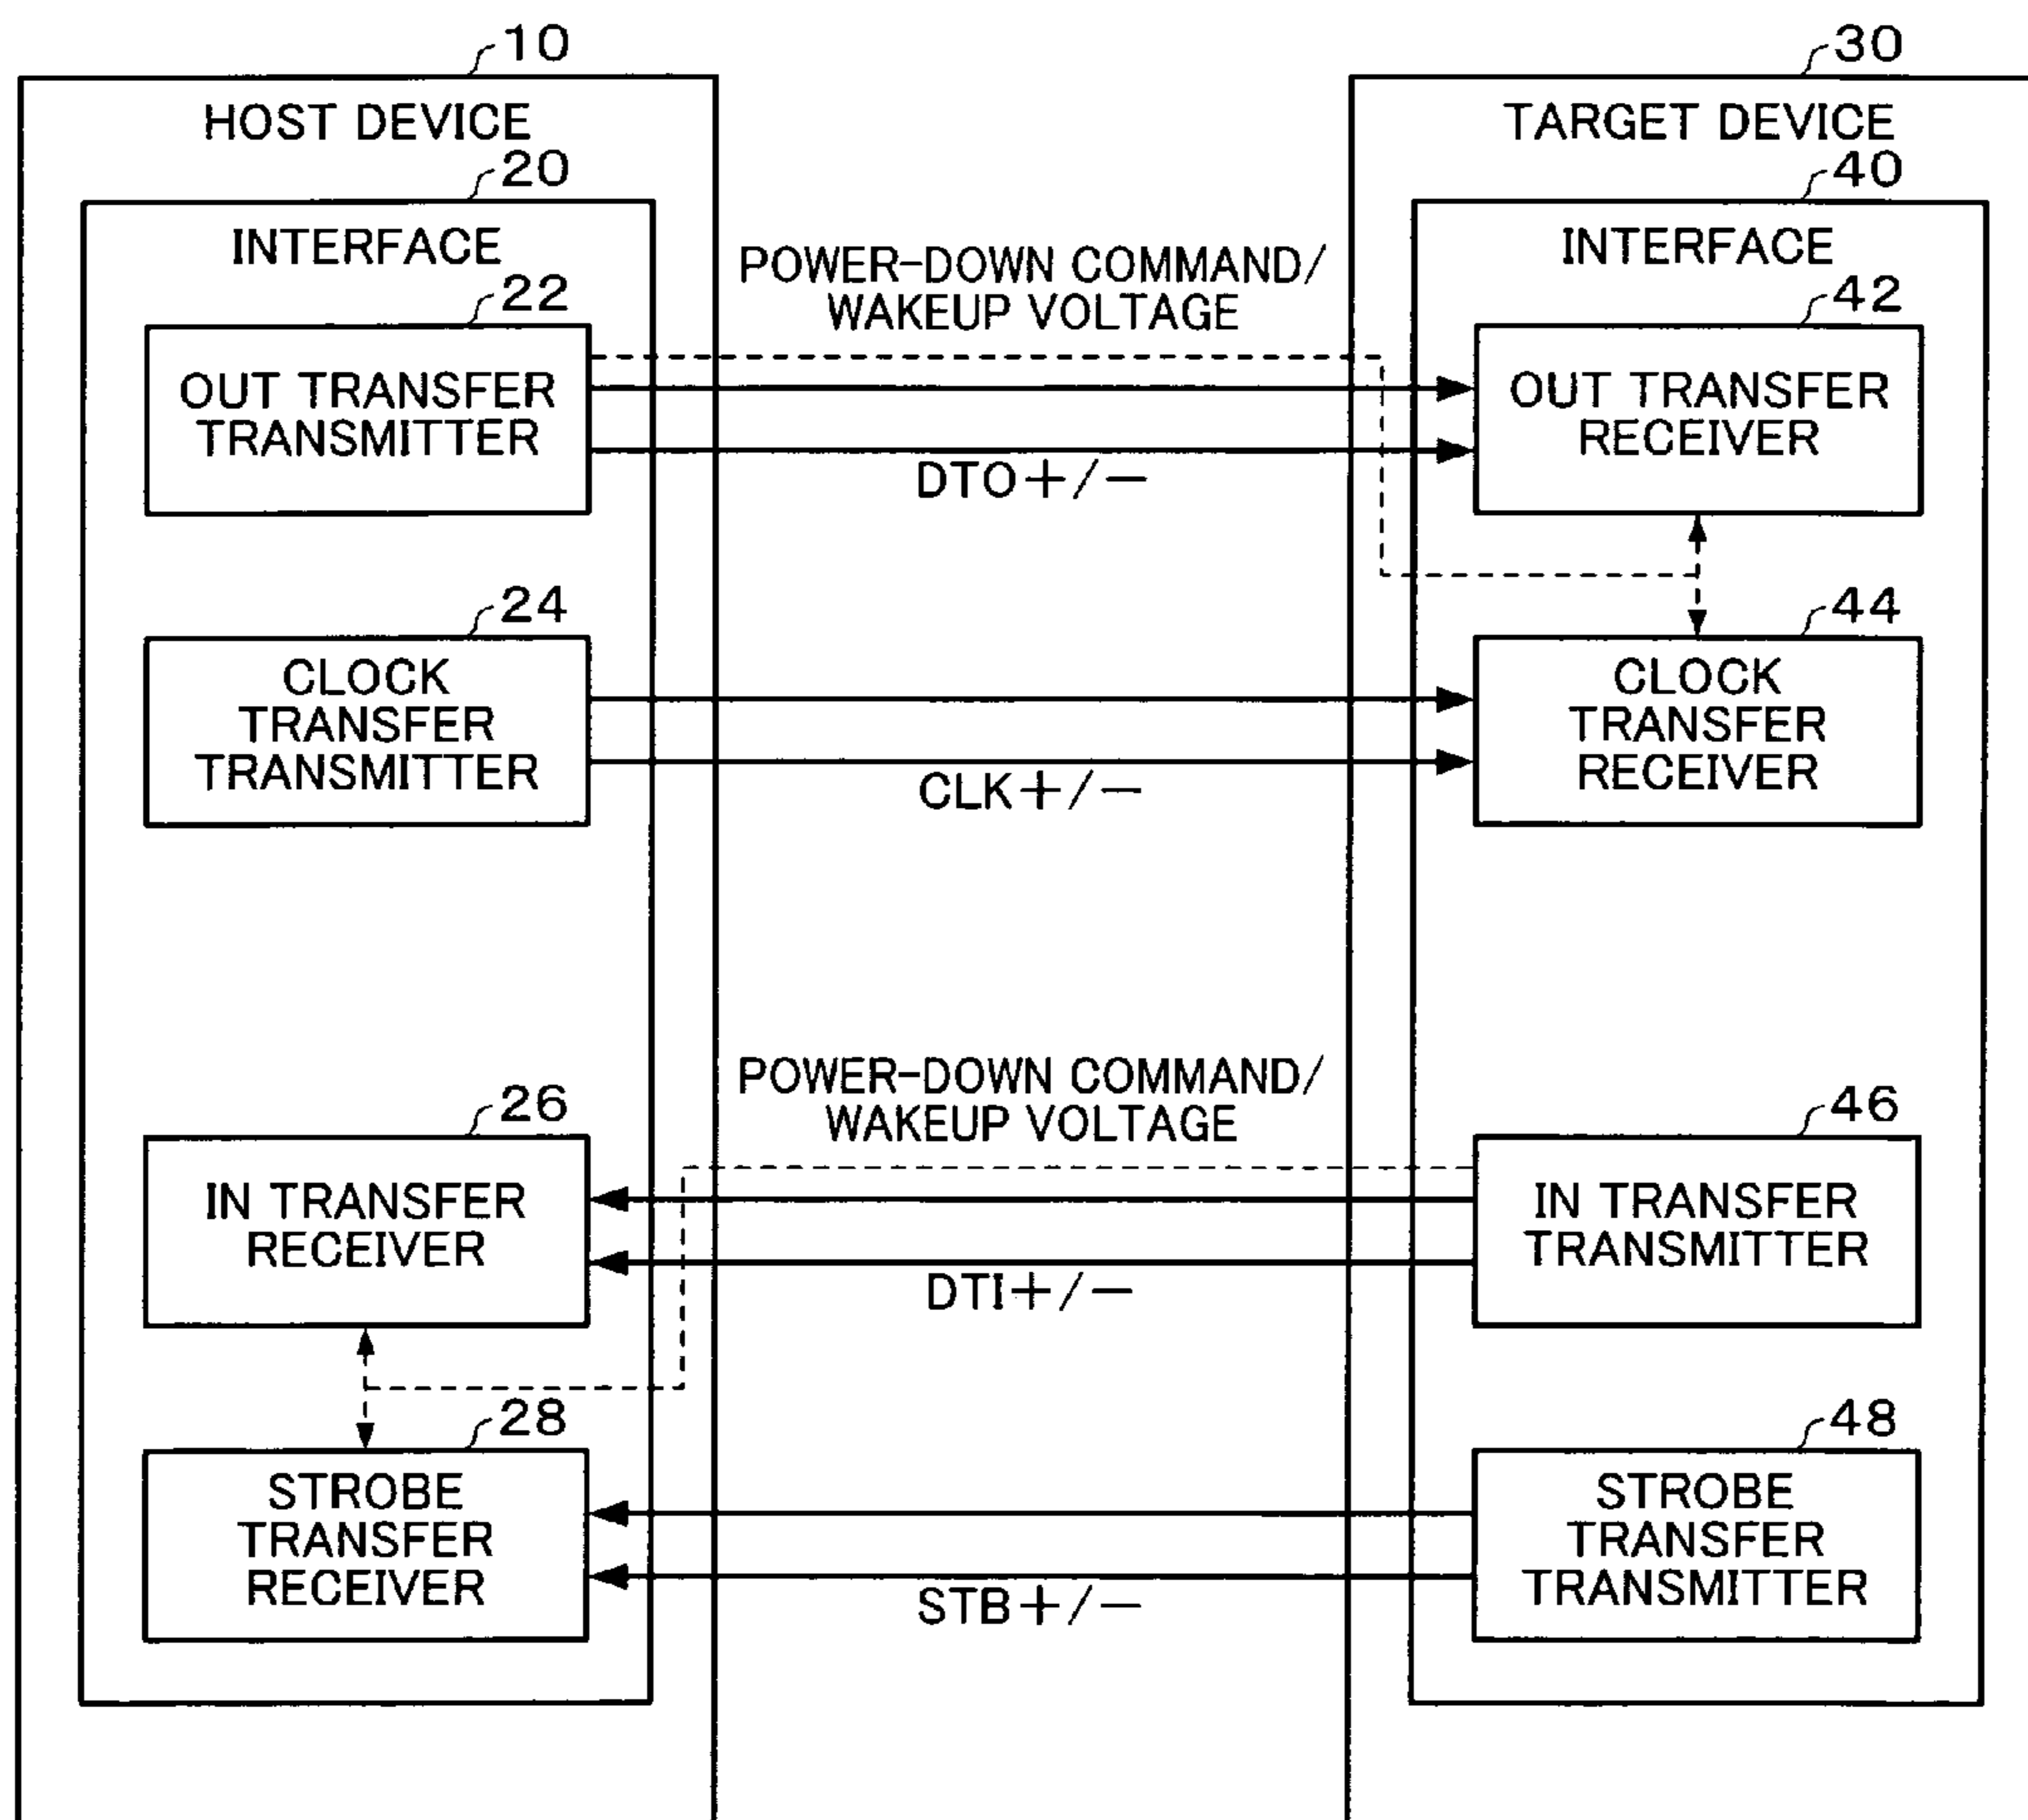 10
HOST DEVICE
20
INTERFACE
22
OUT TRANSFER
TRANSMITTER
24
CLOCK
TRANSFER
TRANSMITTER
26
IN TRANSFER
RECEIVER
28
STROBE
TRANSFER
RECEIVER
POWER-DOWN COMMAND/
WAKEUP VOLTAGE
DTO+/−
CLK+/−
POWER-DOWN COMMAND/
WAKEUP VOLTAGE
DTI+/−
STB+/−
30
TARGET DEVICE
40
INTERFACE
42
OUT TRANSFER
RECEIVER
44
CLOCK
TRANSFER
RECEIVER
46
IN TRANSFER
TRANSMITTER
48
STROBE
TRANSFER
TRANSMITTER